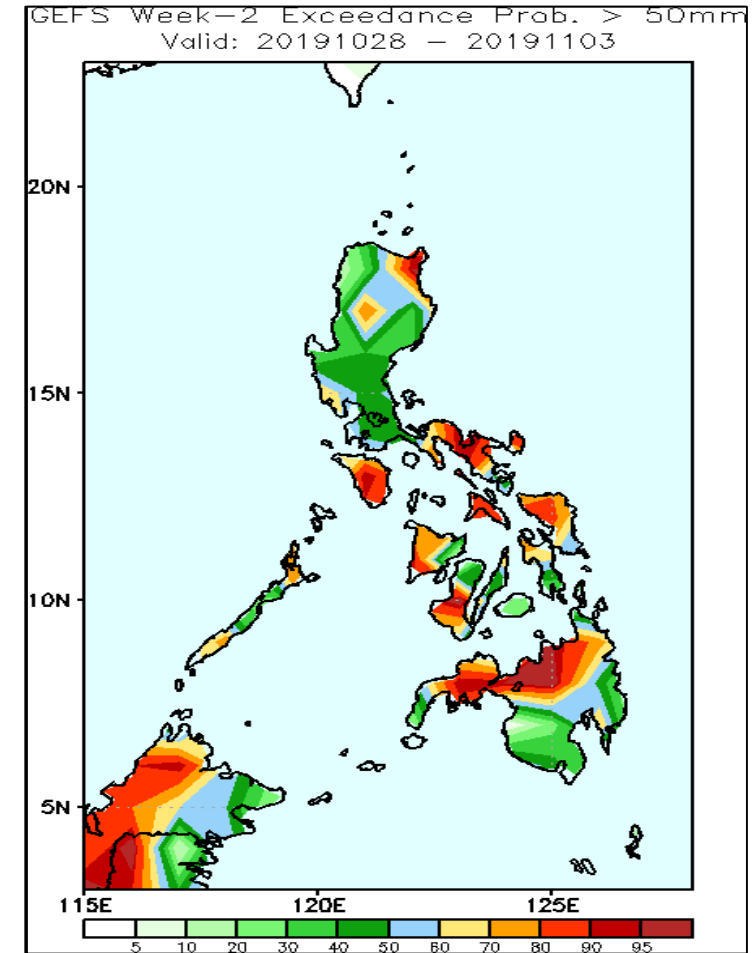 GEFS Week-2 Exceedance Prob. > 50mm
Valid: 20191028 - 20191103
20N
15N
10N
5N
115E 120E 125E
5 10 20 30 40 50 60 70 80 90 95